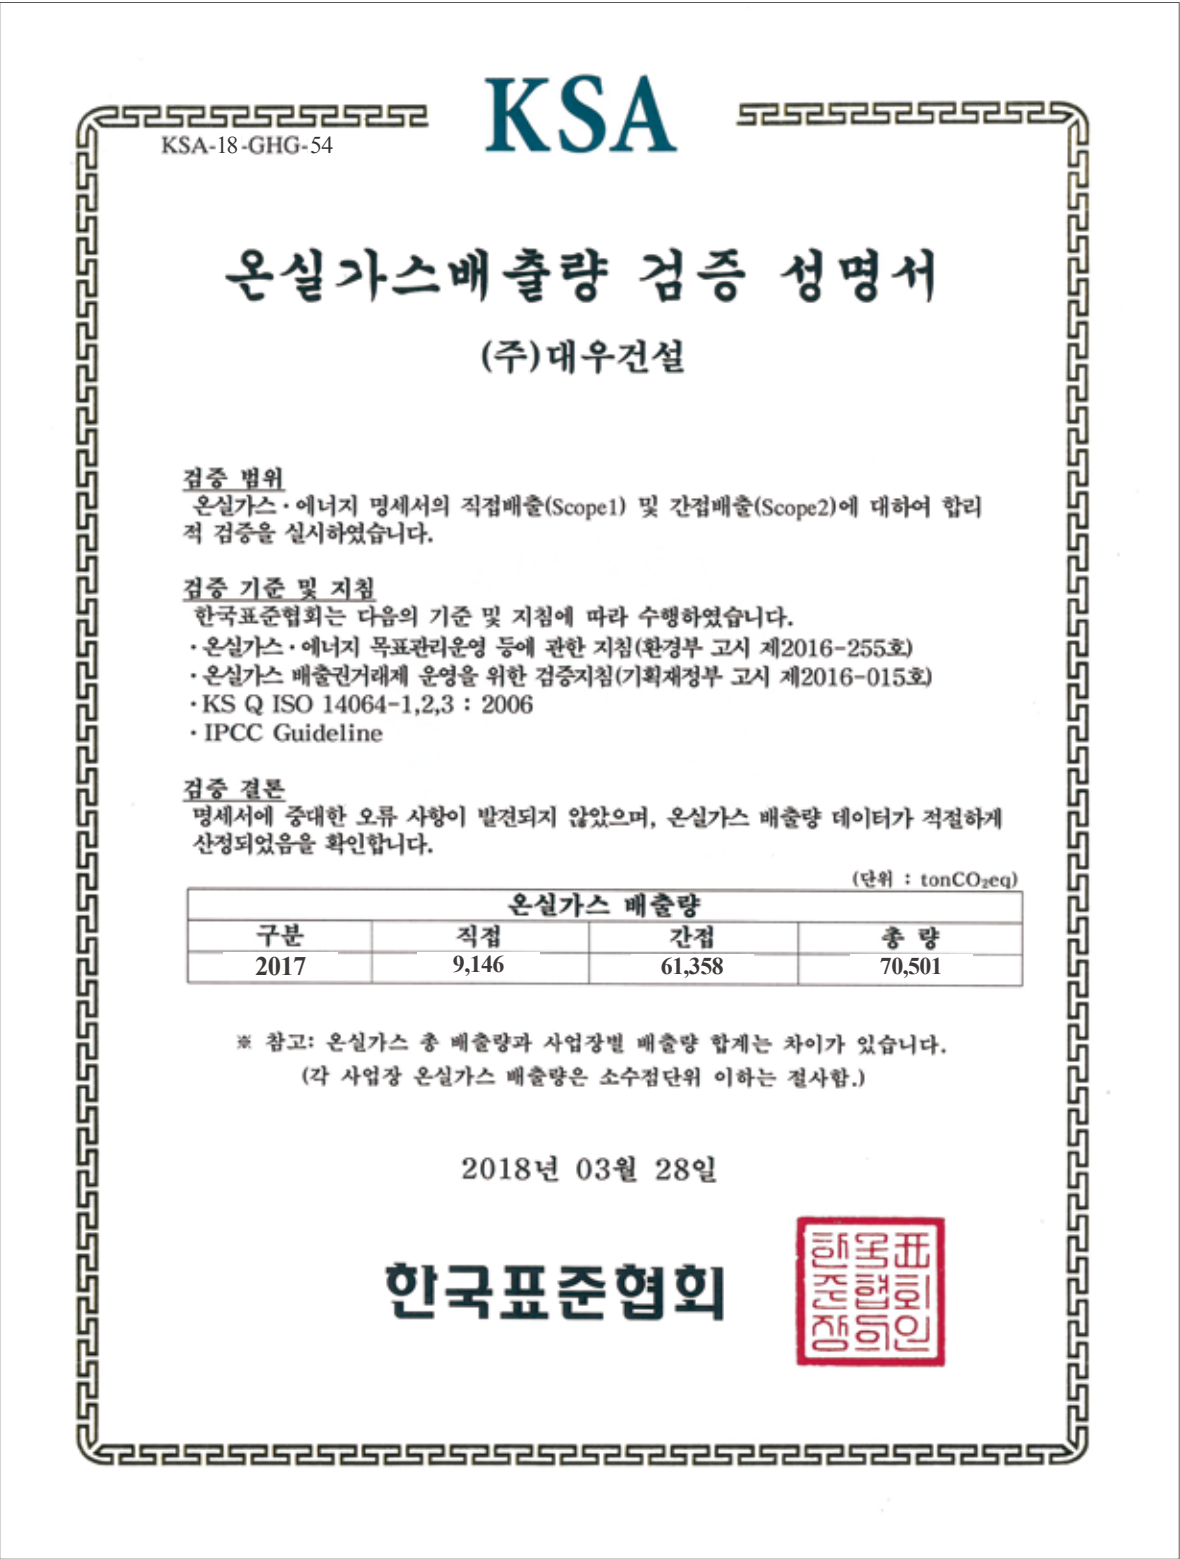 KSA
KSA-18-GHG-54
온실가스배출량 검증 성명서
(주)대우건설
검증 범위
온실가스·에너지 명세서의 직접배출(Scope1) 및 간접배출(Scope2)에 대하여 합리
적 검증을 실시하였습니다.
검증 기준 및 지침
한국표준협회는 다음의 기준 및 지침에 따라 수행하였습니다.
·온실가스·에너지 목표관리운영 등에 관한 지침(환경부 고시 제2016-255호)
·온실가스 배출권거래제 운영을 위한 검증지침(기획재정부 고시 제2016-015호)
·KS Q ISO 14064-1,2,3 : 2006
·IPCC Guideline
검증 결론
명세서에 중대한 오류 사항이 발견되지 않았으며, 온실가스 배출량 데이터가 적절하게
산정되었음을 확인합니다.
(단위 : tonCO₂eq)
온실가스 배출량
구분 직접 간접 총 량
2017 9,146 61,358 70,501
※ 참고: 온실가스 총 배출량과 사업장별 배출량 합계는 차이가 있습니다.
(각 사업장 온실가스 배출량은 소수점단위 이하는 절사함.)
2018년 03월 28일
한국표준협회
한국표
준협회
장의인